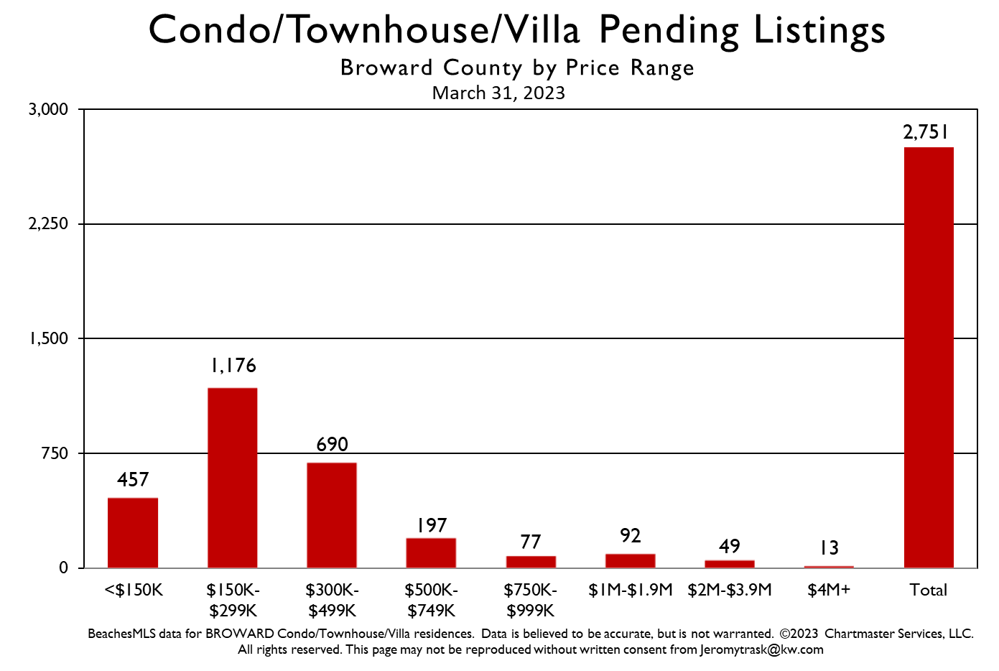 Condo/Townhouse/Villa Pending Listings
Broward County by Price Range
March 31, 2023
3,000
2,250
1,500
750
0
457
1,176
690
197
77
92
49
13
2,751
<$150K
$150K-
$299K
$300K-
$499K
$500K-
$749K
$750K-
$999K
$1M-$1.9M
$2M-$3.9M
$4M+
Total
BeachesMLS data for BROWARD Condo/Townhouse/Villa residences. Data is believed to be accurate, but is not warranted. ©2023 Chartmaster Services, LLC.
All rights reserved. This page may not be reproduced without written consent from Jeromytrask@kw.com